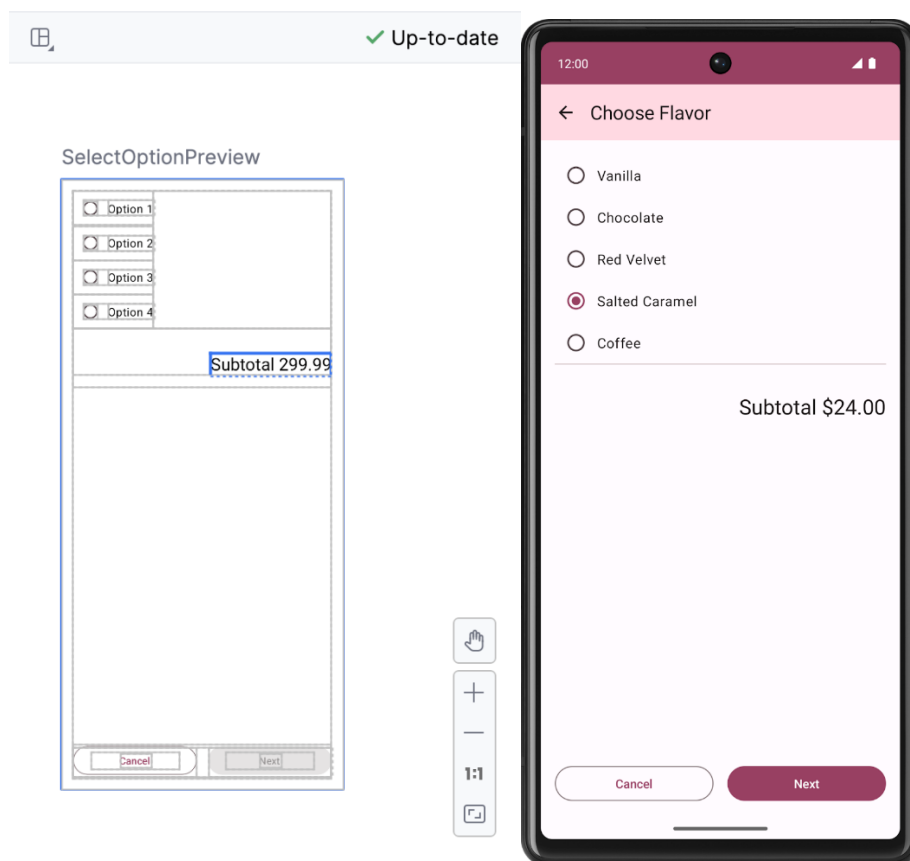 Up-to-date
SelectOptionPreview
Option 1
Option 2
Option 3
Option 4
Subtotal 299.99
Cancel
Next
1:1
12:00
Choose Flavor
Vanilla
Chocolate
Red Velvet
Salted Caramel
Coffee
Subtotal $24.00
Cancel
Next